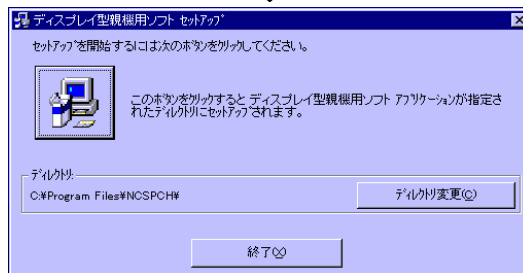 ディスプレイ型親機用ソフト ｾｯﾄｱｯﾌﾟ
ｾｯﾄｱｯﾌﾟを開始するには次のﾎﾞﾀﾝをｸﾘｯｸしてください。
このﾎﾞﾀﾝをｸﾘｯｸすると ディスプレイ型親機用ソフト ｱﾌﾟﾘｹｰｼｮﾝが指定さ
れたﾃﾞｨﾚｸﾄﾘにｾｯﾄｱｯﾌﾟされます。
ﾃﾞｨﾚｸﾄﾘ:
C:¥Program Files¥NCSPCH¥
ﾃﾞｨﾚｸﾄﾘ変更(C)
終了(X)